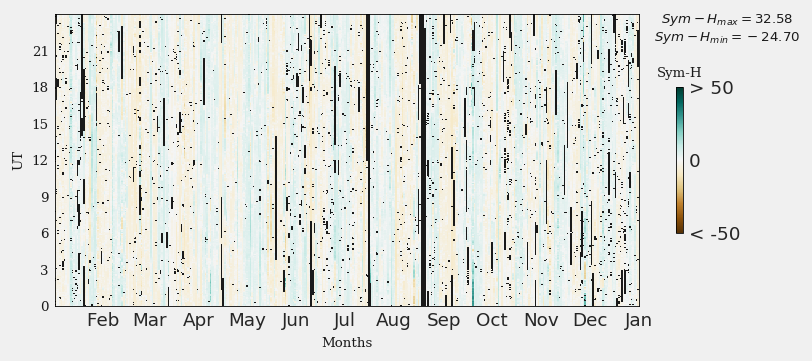 Sym−H_max = 32.58
Sym−H_min = −24.70
Sym-H
> 50
0
< -50
UT
21
18
15
12
9
6
3
0
Feb Mar Apr May Jun Jul Aug Sep Oct Nov Dec Jan
Months